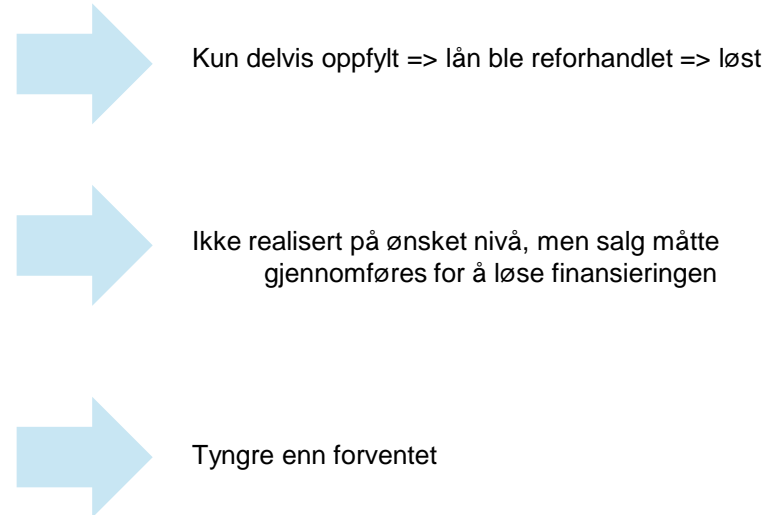 Kun delvis oppfylt => lån ble reforhandlet => løst
Ikke realisert på ønsket nivå, men salg måtte
gjennomføres for å løse finansieringen
Tyngre enn forventet